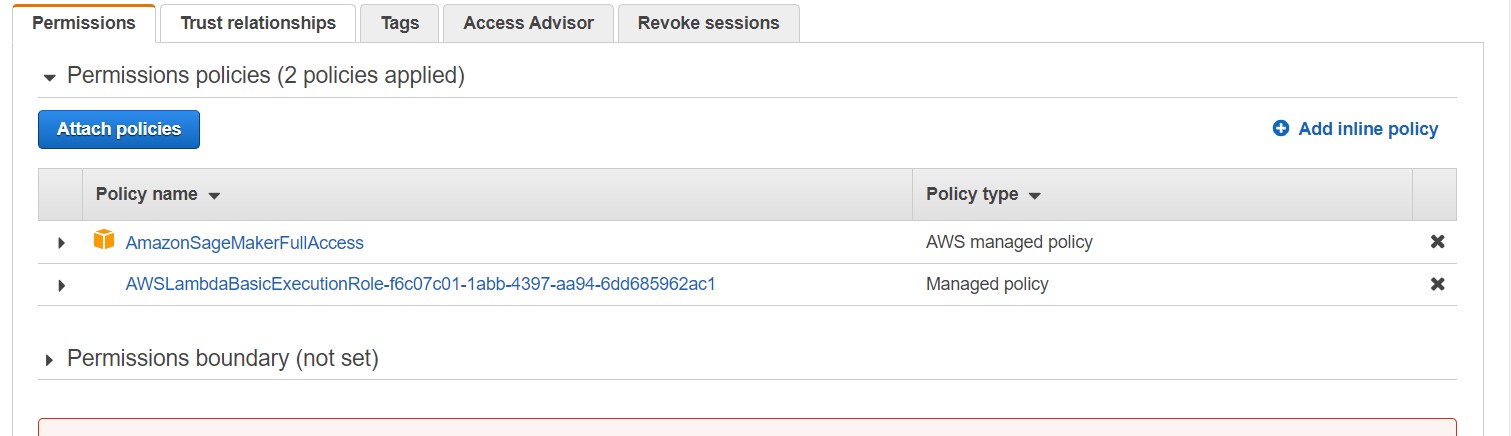 Permissions Trust relationships Tags Access Advisor Revoke sessions
Permissions policies (2 policies applied)
Attach policies Add inline policy
Policy name Policy type
AmazonSageMakerFullAccess AWS managed policy
AWSLambdaBasicExecutionRole-f6c07c01-1abb-4397-aa94-6dd685962ac1 Managed policy
Permissions boundary (not set)